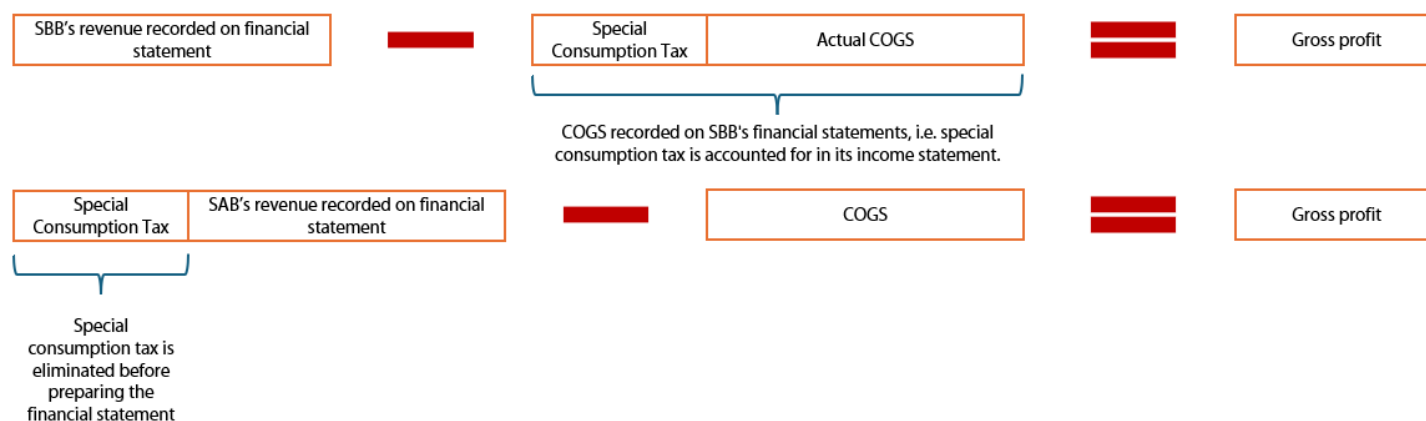 SBB's revenue recorded on financial
statement
Special
Consumption Tax
Actual COGS
Gross profit
COGS recorded on SBB's financial statements, i.e. special
consumption tax is accounted for in its income statement.
Special
Consumption Tax
SAB's revenue recorded on financial
statement
COGS
Gross profit
Special
consumption tax is
eliminated before
preparing the
financial statement